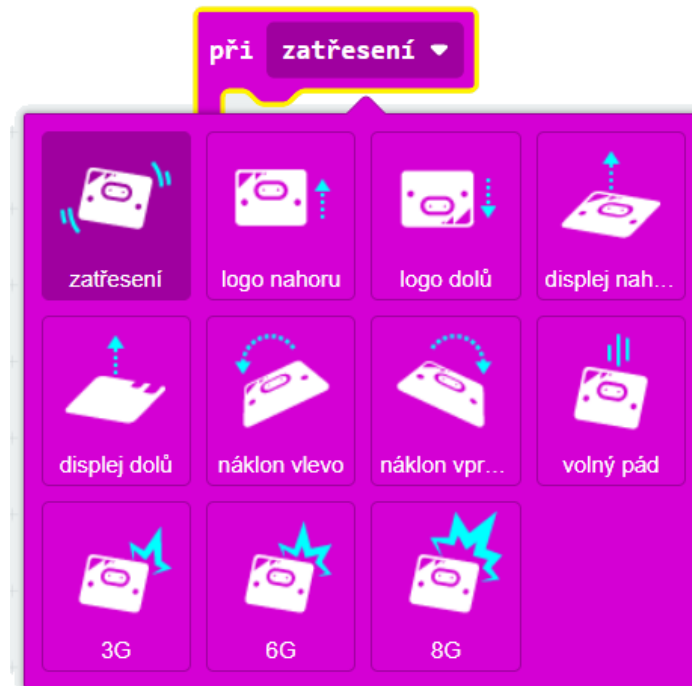 při zatřesení
zatřesení logo nahoru logo dolů displej nah...
displej dolů náklon vlevo náklon vpr... volný pád
3G 6G 8G